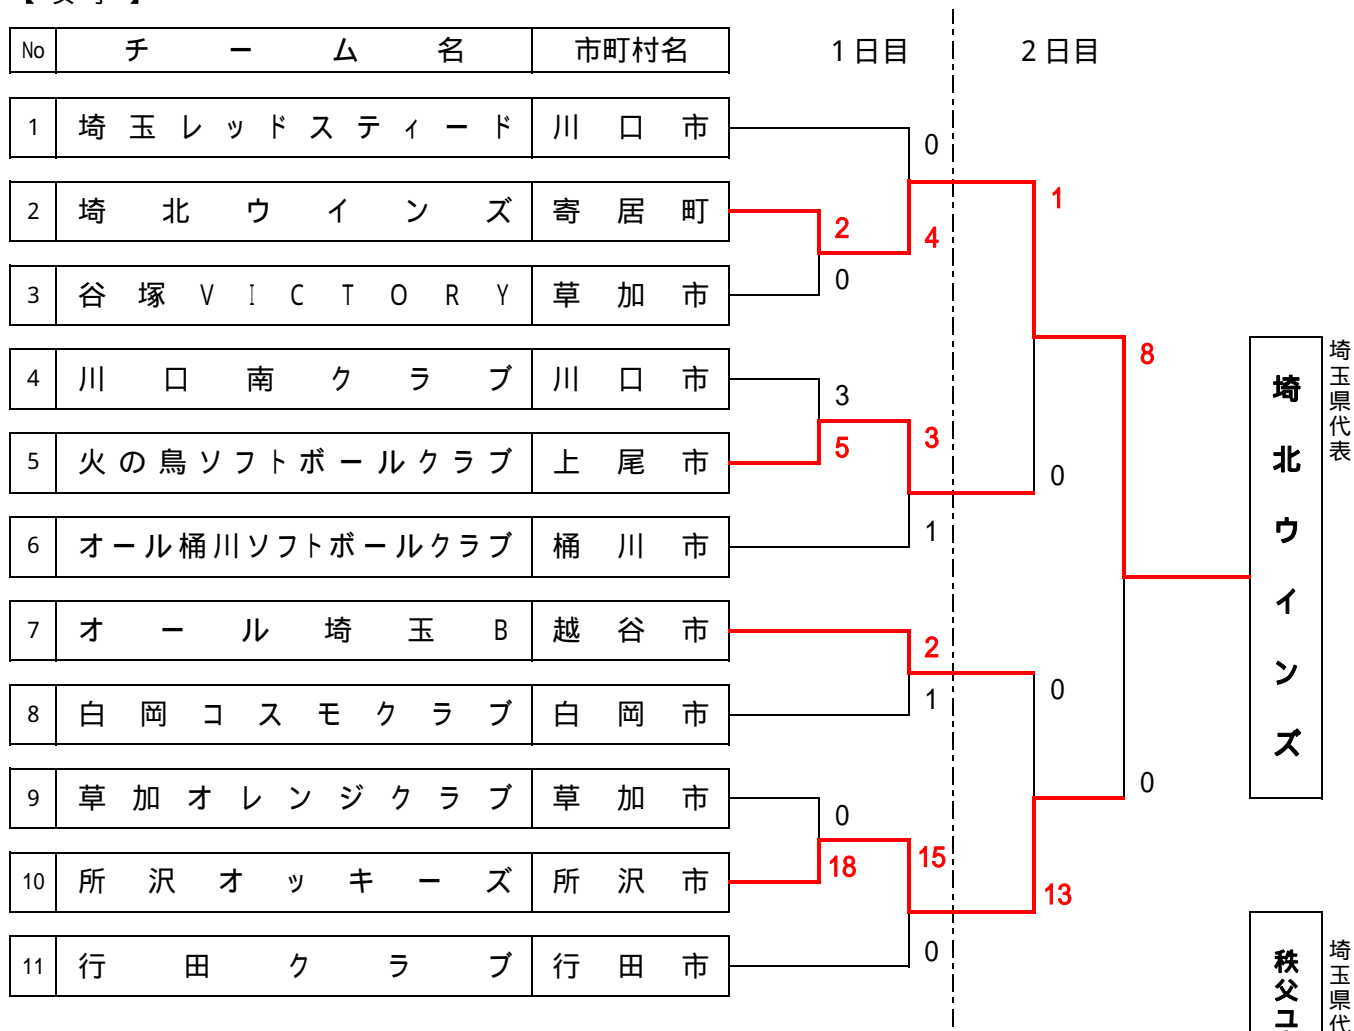 No チーム名 市町村名 1日目 2日目
1 埼玉レッドスティード 川口市
0
1
2 埼北ウインズ 寄居町
2
4
0
3 谷塚VICTORY 草加市
8
4 川口南クラブ 川口市
3
3
5
0
5 火の鳥ソフトボールクラブ 上尾市
1
6 オール桶川ソフトボールクラブ 桶川市
7 オール埼玉B 越谷市
2
0
1
8 白岡コスモクラブ 白岡市
0
9 草加オレンジクラブ 草加市
0
15
18
13
10 所沢オッキーズ 所沢市
0
11 行田クラブ 行田市
埼北ウインズ
埼玉県代表
秩父ユ
埼玉県代